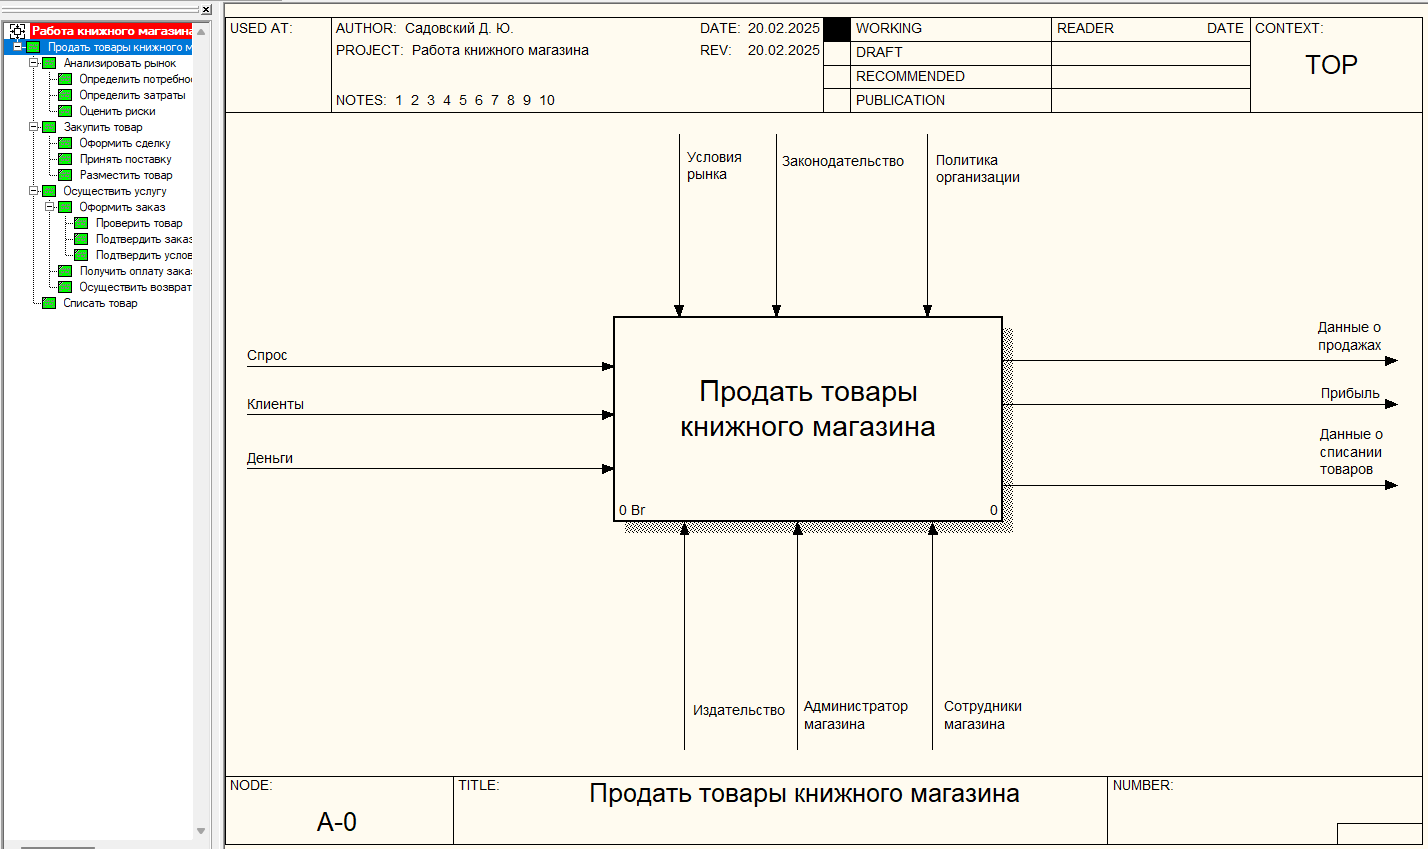 Работа книжного магазина
Продать товары книжного м
Анализировать рынок
Определить потребнос
Определить затраты
Оценить риски
Закупить товар
Оформить сделку
Принять поставку
Разместить товар
Осуществить услугу
Оформить заказ
Проверить товар
Подтвердить заказ
Подтвердить услов
Получить оплату зака
Осуществить возврат
Списать товар
USED AT:
AUTHOR: Садовский Д. Ю.
DATE: 20.02.2025
PROJECT: Работа книжного магазина
REV: 20.02.2025
NOTES: 1 2 3 4 5 6 7 8 9 10
WORKING
DRAFT
RECOMMENDED
PUBLICATION
READER
DATE
CONTEXT:
TOP
Условия
рынка
Законодательство
Политика
организации
Спрос
Клиенты
Деньги
Продать товары
книжного магазина
0 Br
0
Данные о
продажах
Прибыль
Данные о
списании
товаров
Издательство
Администратор
магазина
Сотрудники
магазина
NODE:
A-0
TITLE:
Продать товары книжного магазина
NUMBER: